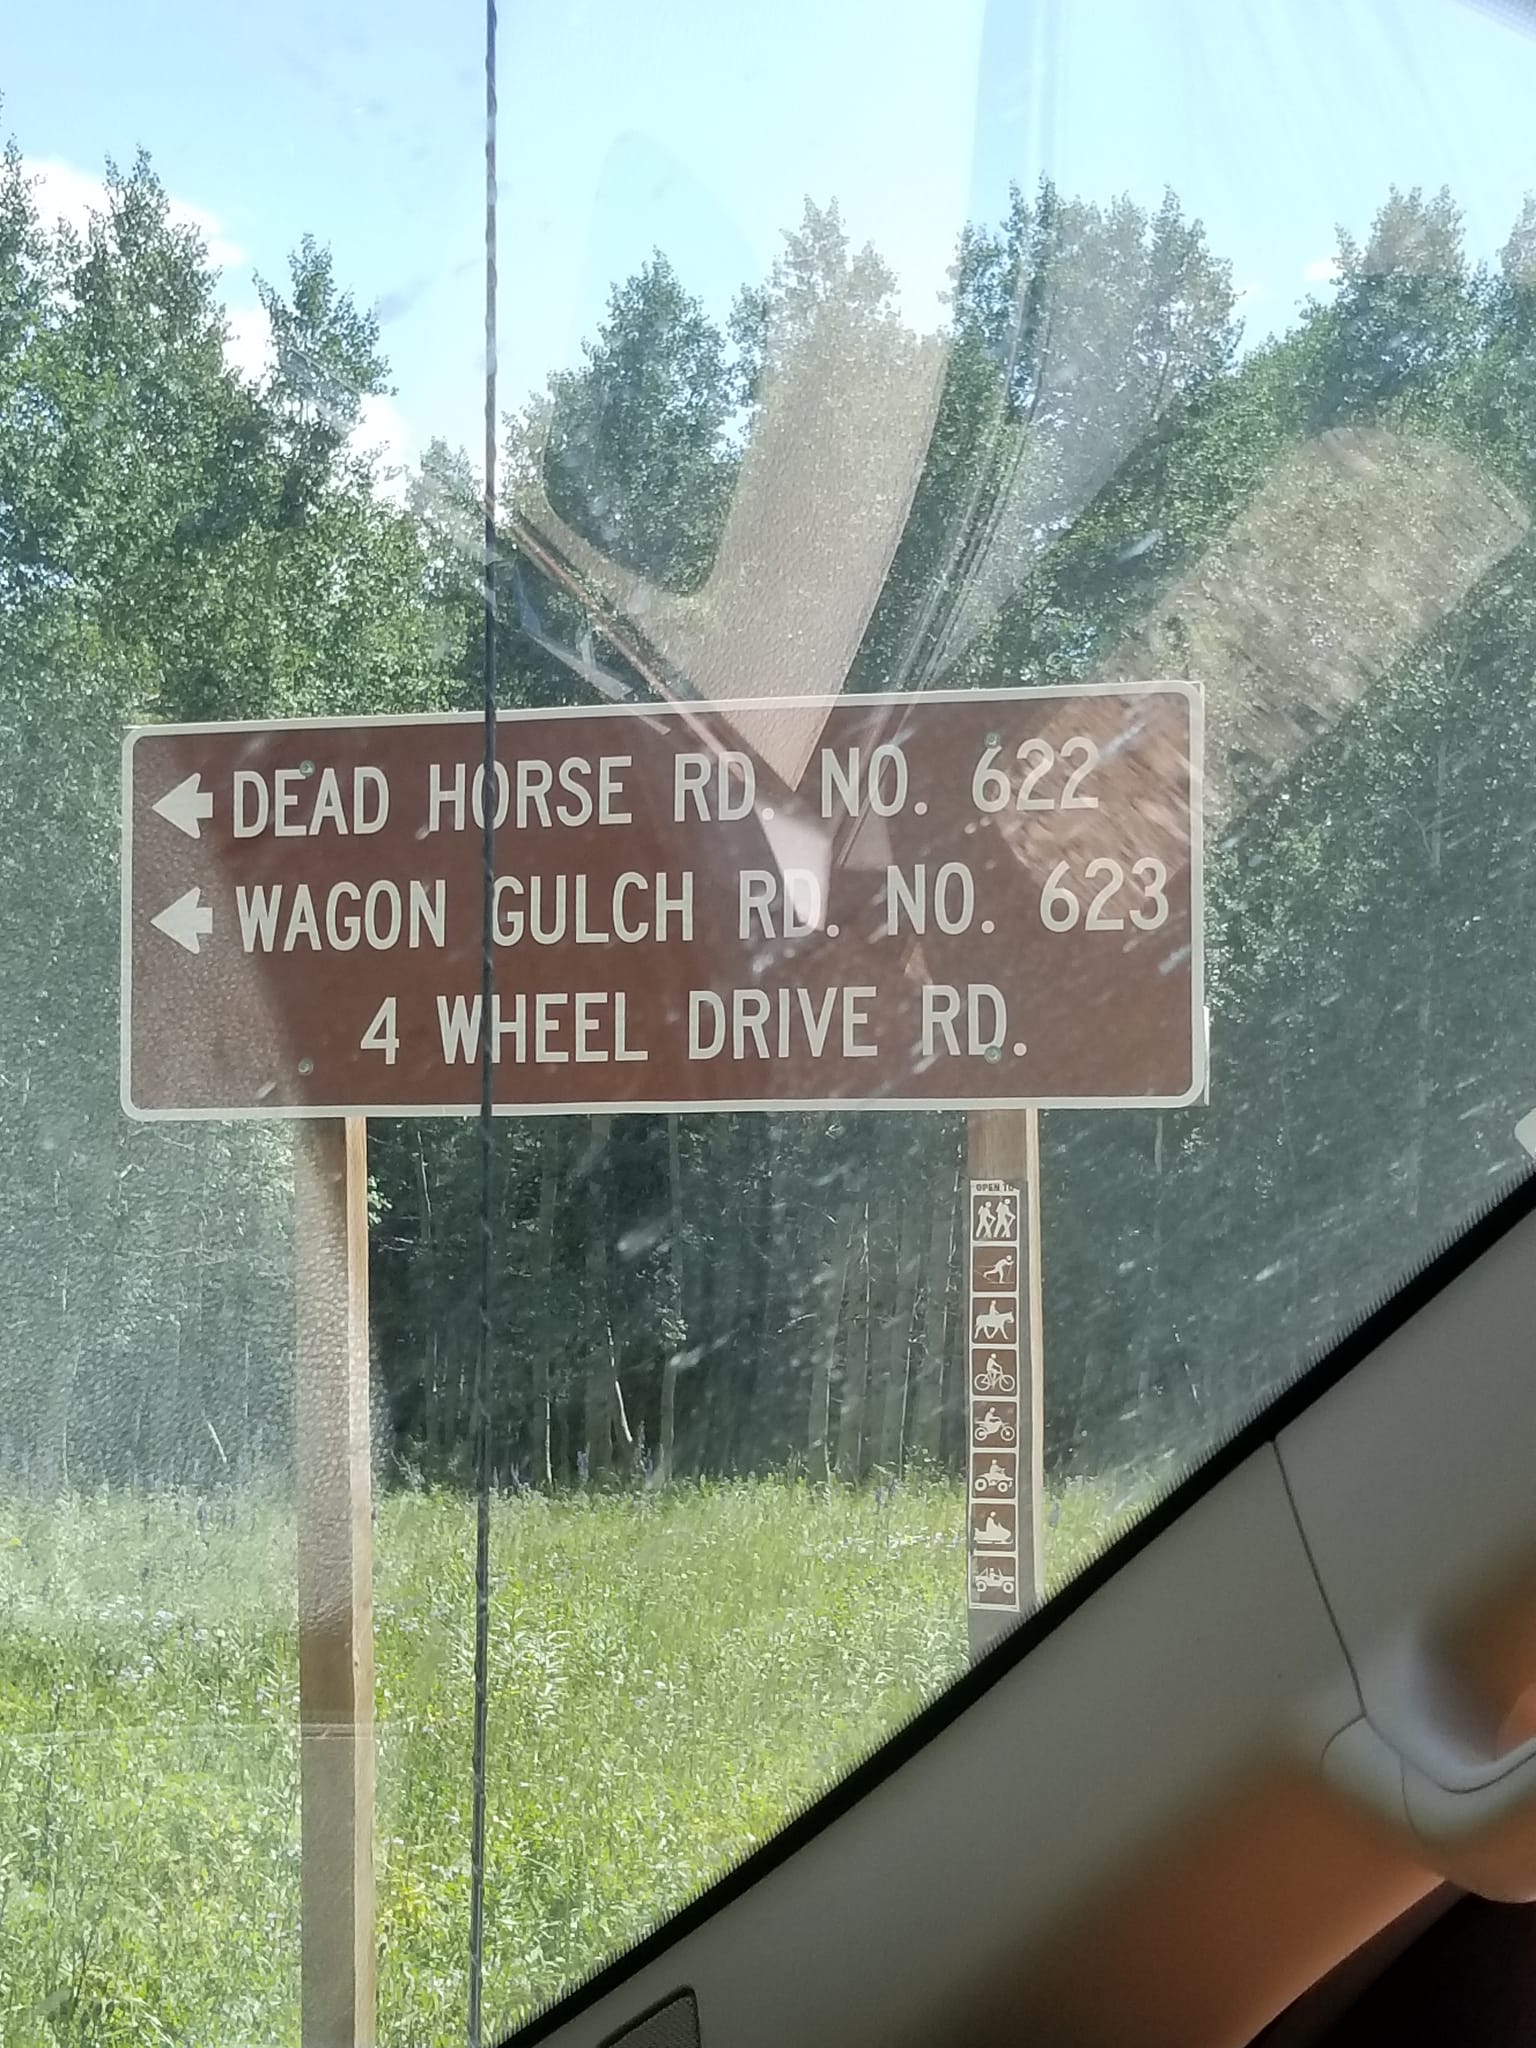 DEAD HORSE RD. NO. 622
WAGON GULCH RD. NO. 623
4 WHEEL DRIVE RD.
OPEN TO